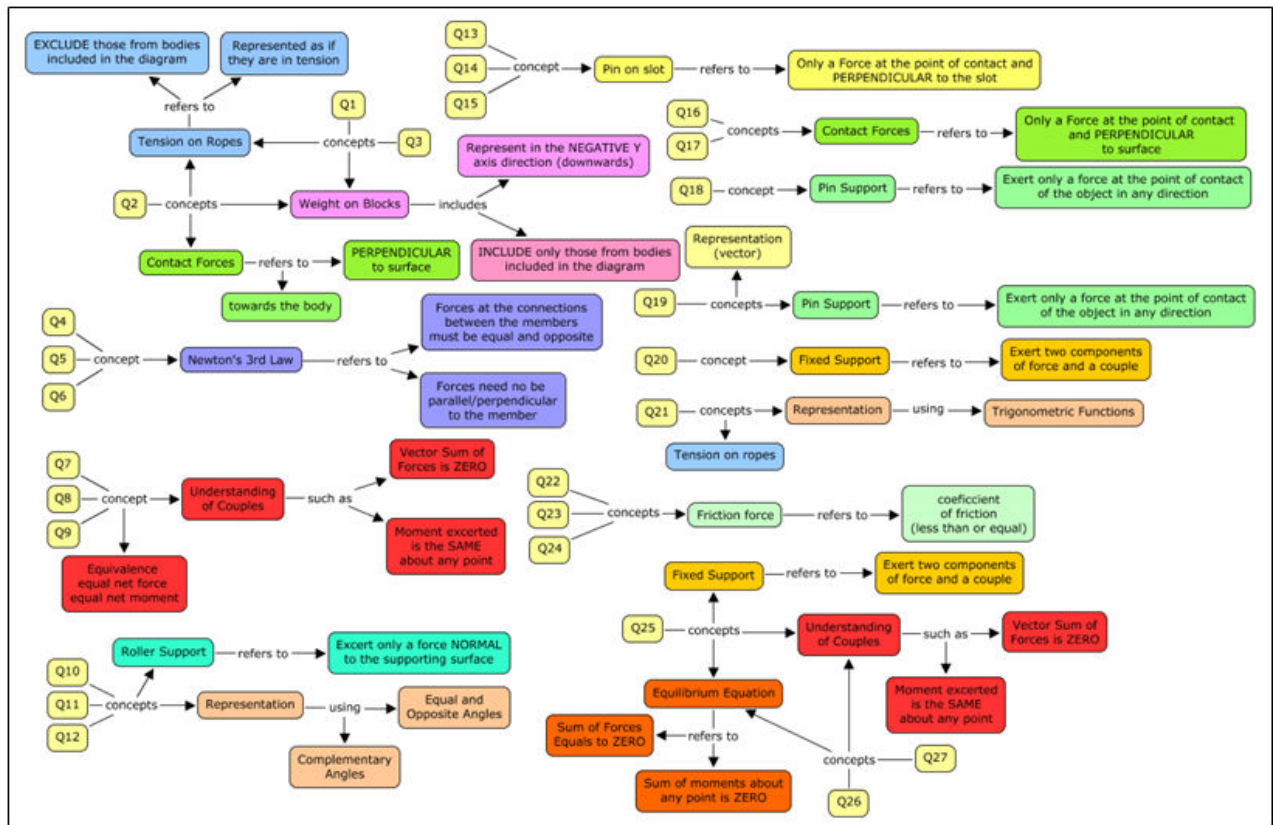 EXCLUDE those from bodies
included in the diagram
Represented as if
they are in tension
refers to
Tension on Ropes
Q1
concepts
Q3
Q2
concepts
Weight on Blocks
includes
Represent in the NEGATIVE Y
axis direction (downwards)
INCLUDE only those from bodies
included in the diagram
Contact Forces
refers to
PERPENDICULAR
to surface
towards the body
Q4
Q5
Q6
concept
Newton's 3rd Law
refers to
Forces at the connections
between the members
must be equal and opposite
Forces need no be
parallel/perpendicular
to the member
Q7
Q8
Q9
concept
Understanding
of Couples
such as
Vector Sum of
Forces is ZERO
Moment excerted
is the SAME
about any point
Equivalence
equal net force
equal net moment
Q10
Q11
Q12
concepts
Roller Support
refers to
Excert only a force NORMAL
to the supporting surface
Representation
using
Equal and
Opposite Angles
Complementary
Angles
Q13
Q14
Q15
concept
Pin on slot
refers to
Only a Force at the point of contact and
PERPENDICULAR to the slot
Q16
Q17
concepts
Contact Forces
refers to
Only a Force at the point of contact
and PERPENDICULAR
to surface
Q18
concept
Pin Support
refers to
Exert only a force at the point of contact
of the object in any direction
Representation
(vector)
Q19
concepts
Pin Support
refers to
Exert only a force at the point of contact
of the object in any direction
Q20
concept
Fixed Support
refers to
Exert two components
of force and a couple
Q21
concepts
Representation
using
Trigonometric Functions
Tension on ropes
Q22
Q23
Q24
concepts
Friction force
refers to
coeficcient
of friction
(less than or equal)
Fixed Support
refers to
Exert two components
of force and a couple
Q25
concepts
Understanding
of Couples
such as
Vector Sum of
Forces is ZERO
Moment excerted
is the SAME
about any point
Equilibrium Equation
refers to
Sum of Forces
Equals to ZERO
Sum of moments about
any point is ZERO
concepts
Q27
Q26